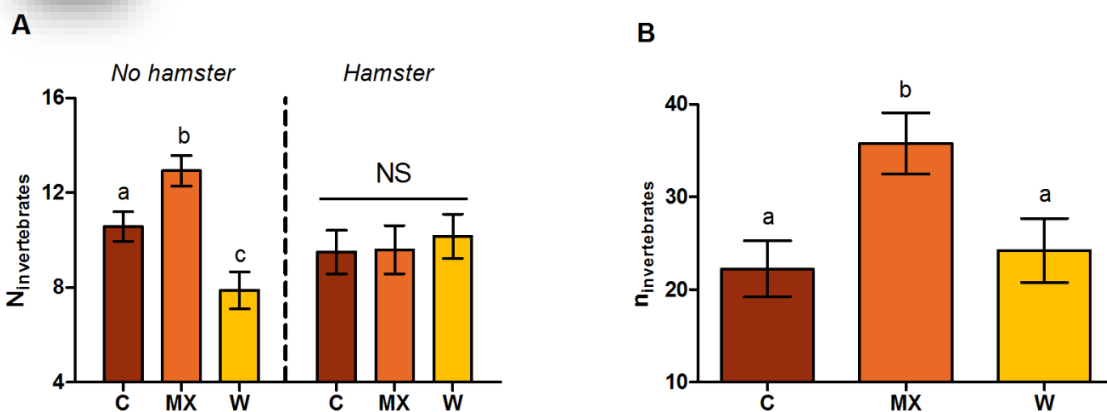 A
No hamster
Hamster
16
12
8
4
N invertebrates
a
b
c
NS
C MX W
C MX W
B
40
30
20
10
n invertebrates
a
b
a
C MX W